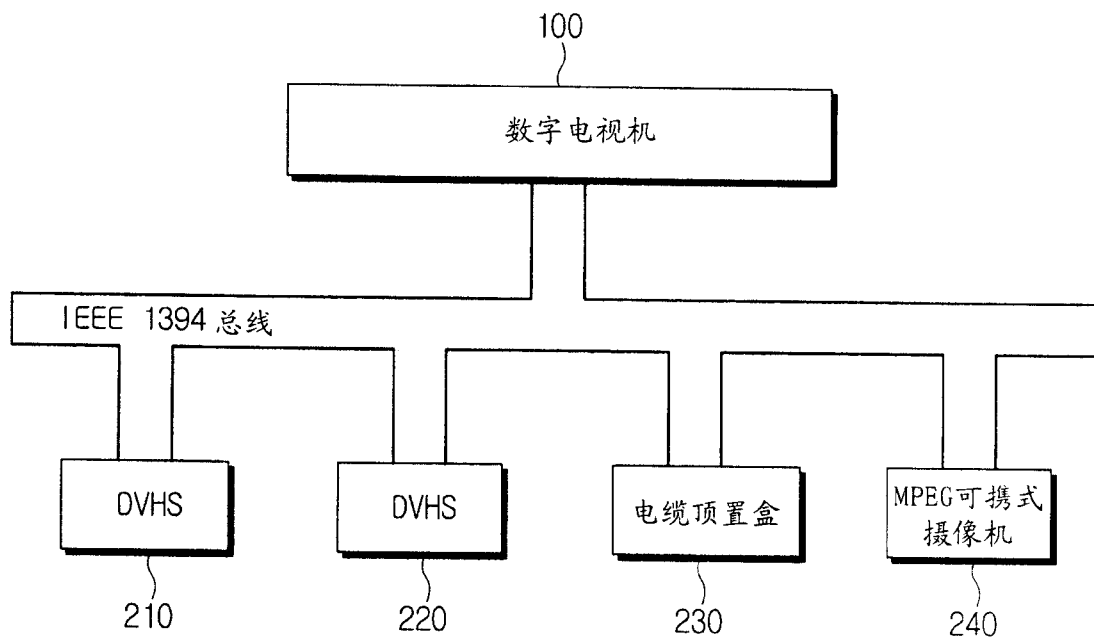 100
数字电视机
IEEE 1394 总线
DVHS
DVHS
电缆顶置盒
MPEG可携式
摄像机
210
220
230
240